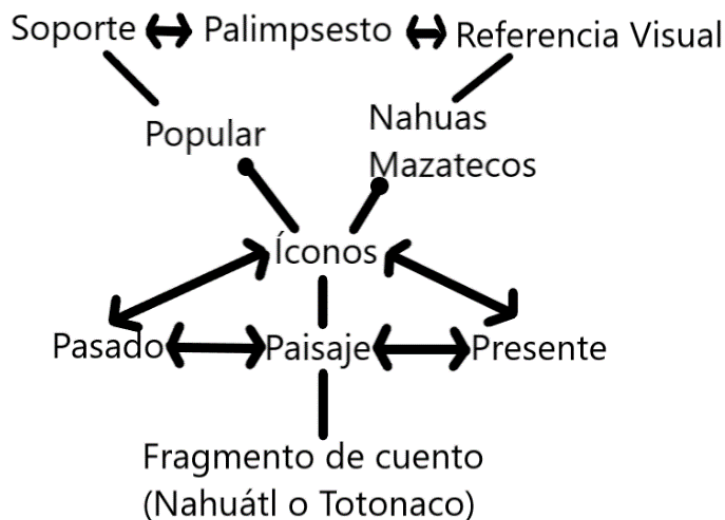 Soporte Palimpsesto Referencia Visual
Popular
Nahuas
Mazatecos
Íconos
Pasado Paisaje Presente
Fragmento de cuento
(Nahuátl o Totonaco)